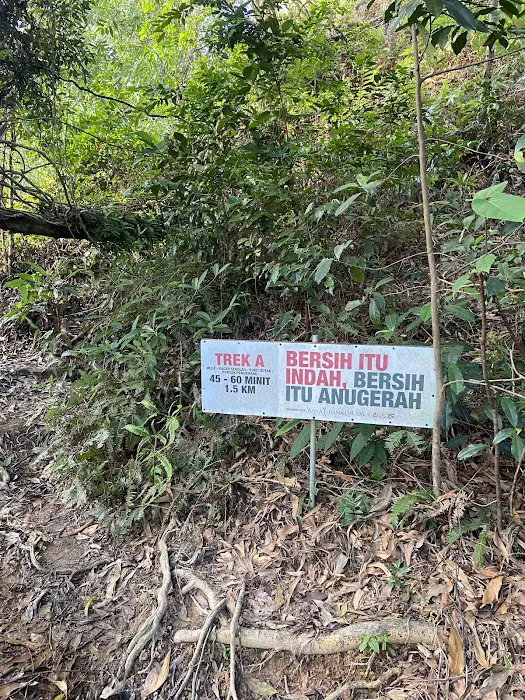 TREK A
45 - 60 MINIT
1.5 KM
BERSIH ITU
INDAH, BERSIH
ITU ANUGERAH